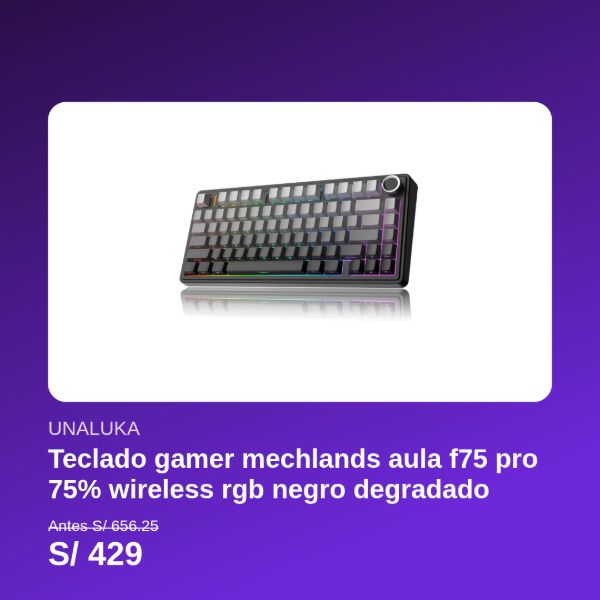 UNALUKA
Teclado gamer mechlands aula f75 pro
75% wireless rgb negro degradado
Antes S/ 656.25
S/ 429